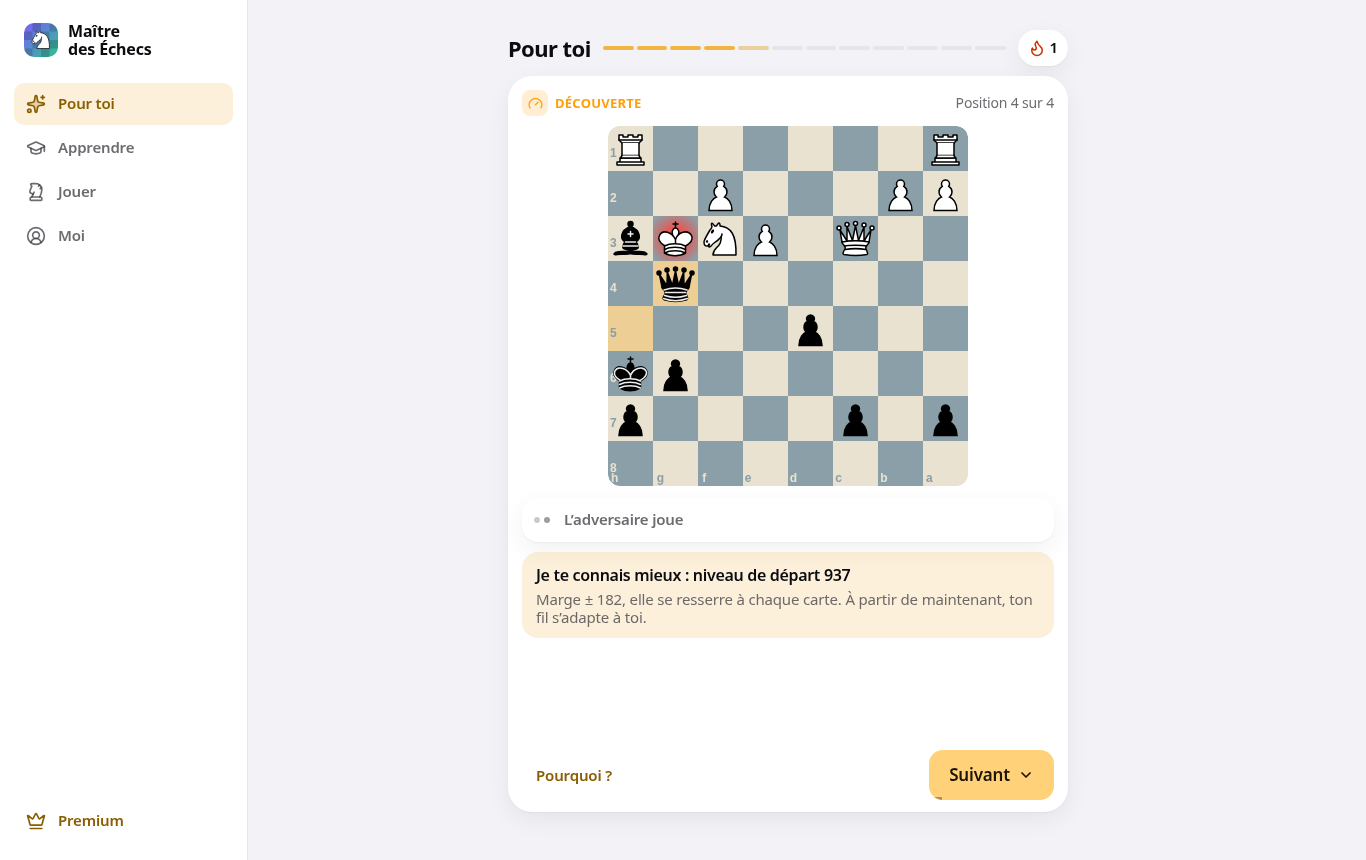 Maître
des Échecs
Pour toi
Apprendre
Jouer
Moi
Premium
Pour toi
1
DÉCOUVERTE
Position 4 sur 4
1
2
3
4
5
6
7
8
h g f e d c b a
L’adversaire joue
Je te connais mieux : niveau de départ 937
Marge ± 182, elle se resserre à chaque carte. À partir de maintenant, ton
fil s’adapte à toi.
Pourquoi ?
Suivant